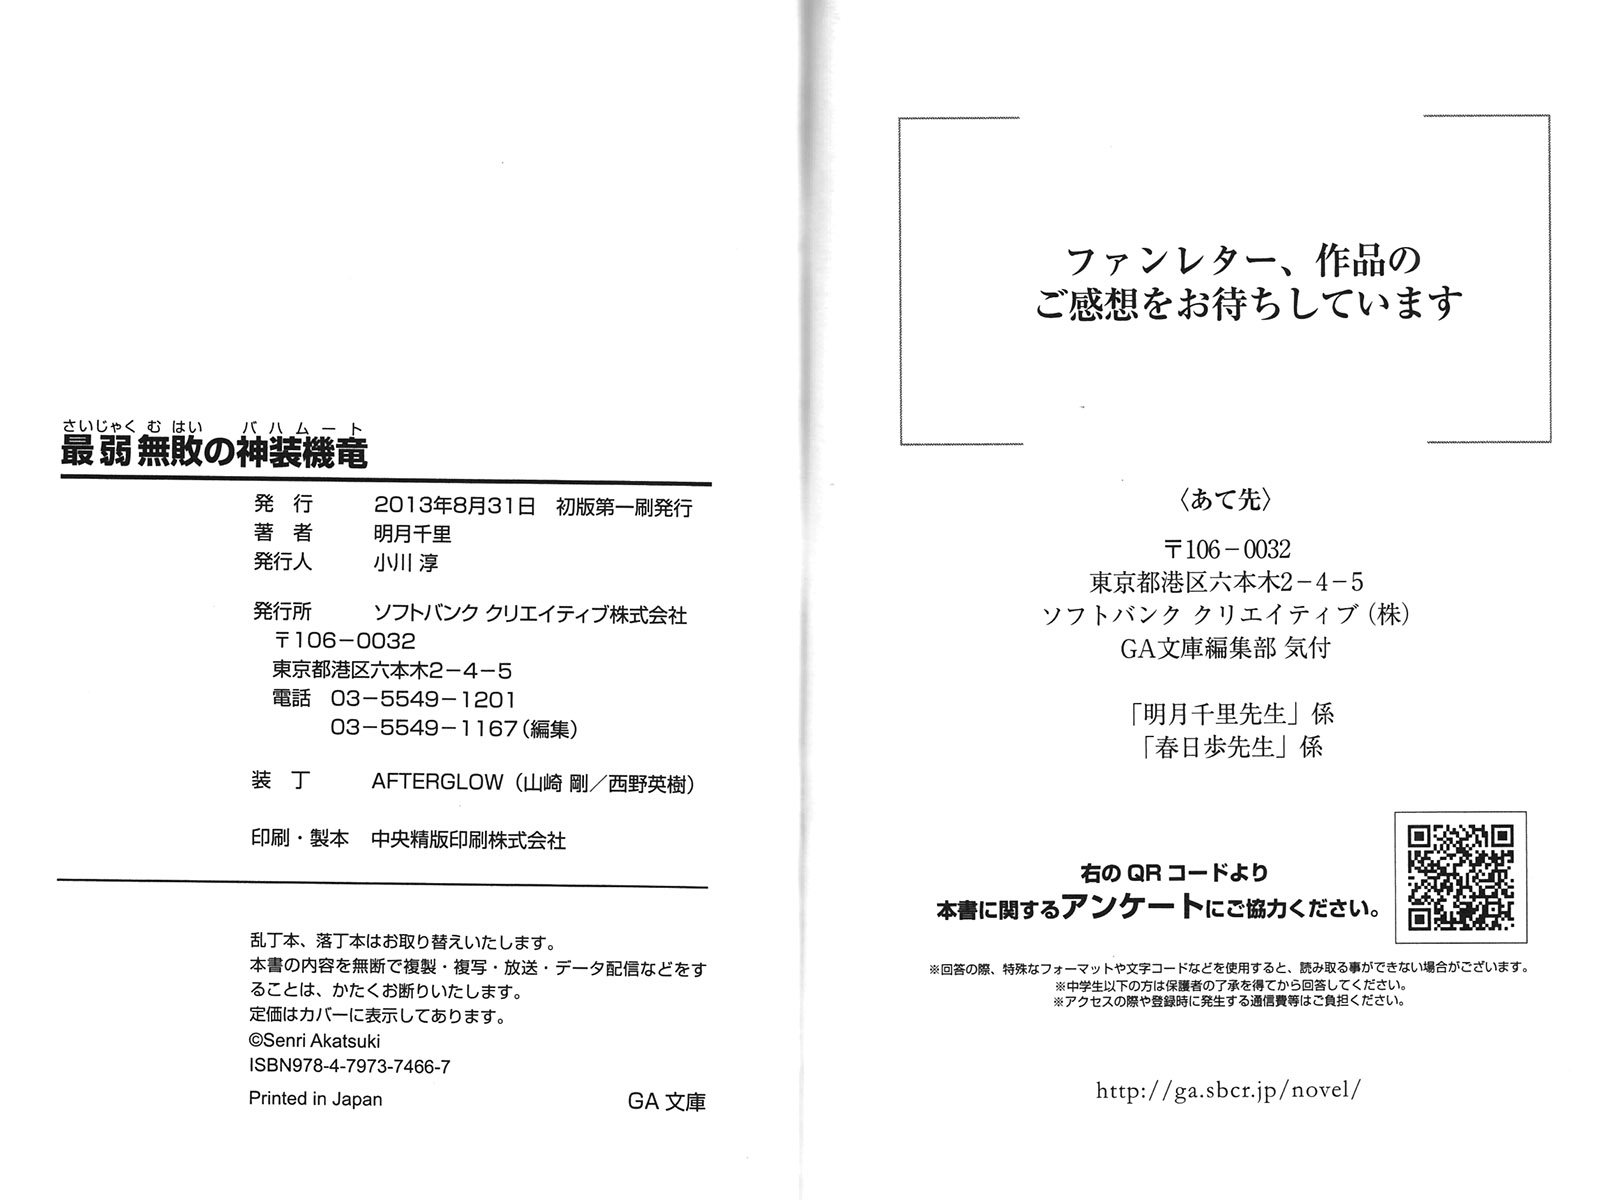 ファンレター、作品の
ご感想をお待ちしています
〈あて先〉
〒106－0032
東京都港区六本木2－4－5
ソフトバンク クリエイティブ（株）
GA文庫編集部 気付
「明月千里先生」係
「春日歩先生」係
右の QR コードより
本書に関するアンケートにご協力ください。
※回答の際、特殊なフォーマットや文字コードなどを使用すると、読み取る事ができない場合がございます。
※中学生以下の方は保護者の了承を得てから回答してください。
※アクセスの際や登録時に発生する通信費等はご負担ください。
http://ga.sbcr.jp/novel/
さいじゃく む はい バハムート
最弱無敗の神装機竜
発 行 2013年8月31日 初版第一刷発行
著 者 明月千里
発行人 小川 淳
発行所 ソフトバンク クリエイティブ株式会社
〒106－0032
東京都港区六本木2－4－5
電話 03－5549－1201
03－5549－1167（編集）
装 丁 AFTERGLOW（山崎 剛／西野英樹）
印刷・製本 中央精版印刷株式会社
乱丁本、落丁本はお取り替えいたします。
本書の内容を無断で複製・複写・放送・データ配信などをす
ることは、かたくお断りいたします。
定価はカバーに表示してあります。
©Senri Akatsuki
ISBN978-4-7973-7466-7
Printed in Japan GA 文庫